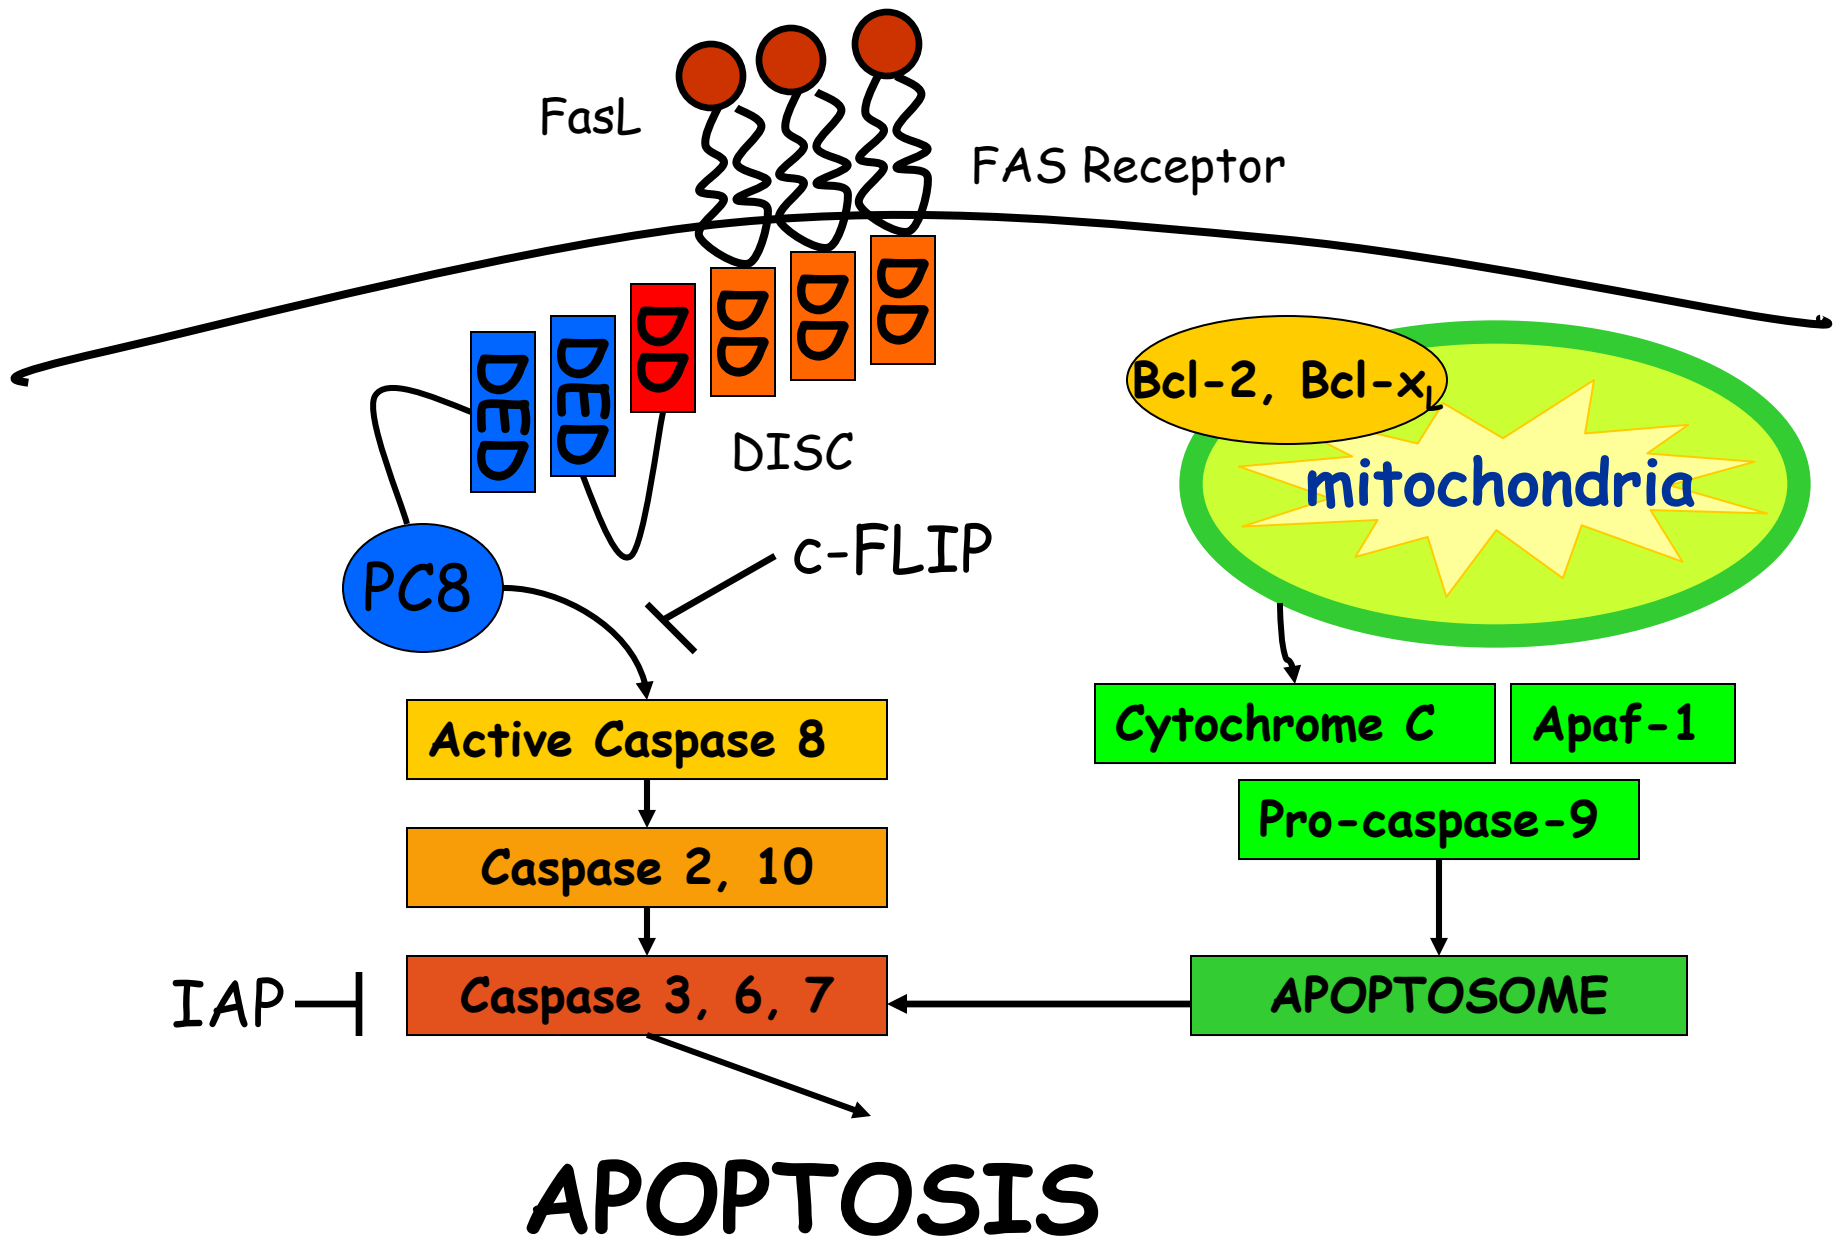 FasL
FAS Receptor
DD
DD
DD
DD
DED
DED
Bcl-2, Bcl-xL
DISC
mitochondria
c-FLIP
PC8
Cytochrome C
Apaf-1
Active Caspase 8
Pro-caspase-9
Caspase 2, 10
IAP
Caspase 3, 6, 7
APOPTOSOME
APOPTOSIS